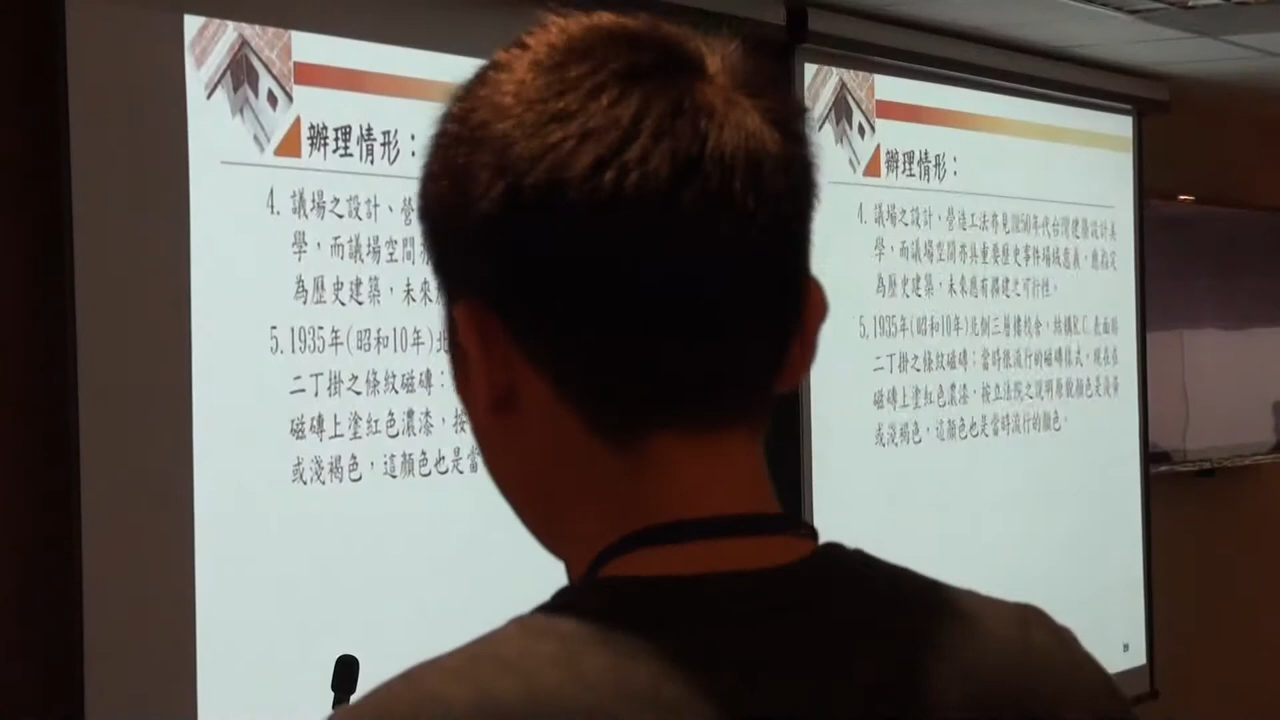 辦理情形：
4. 議場之設計、營
學，而議場空間亦
為歷史建築，未來應
5. 1935年(昭和10年)北
二丁掛之條紋磁磚：
磁磚上塗紅色濃漆，按
或淺褐色，這顏色也是當
辦理情形：
4. 議場之設計、營造工法亦見證50年代台灣建築設計美
學，而議場空間亦具重要歷史事件場域意義，應指定
為歷史建築，未來應有擴建之可行性。
5. 1935年(昭和10年)北側三層樓校舍，結構R.C. 表面貼
二丁掛之條紋磁磚；當時很流行的磁磚樣式。現在在
磁磚上塗紅色濃漆，按立法院之說明原貌顏色是淺黃
或淺褐色，這顏色也是當時流行的顏色。